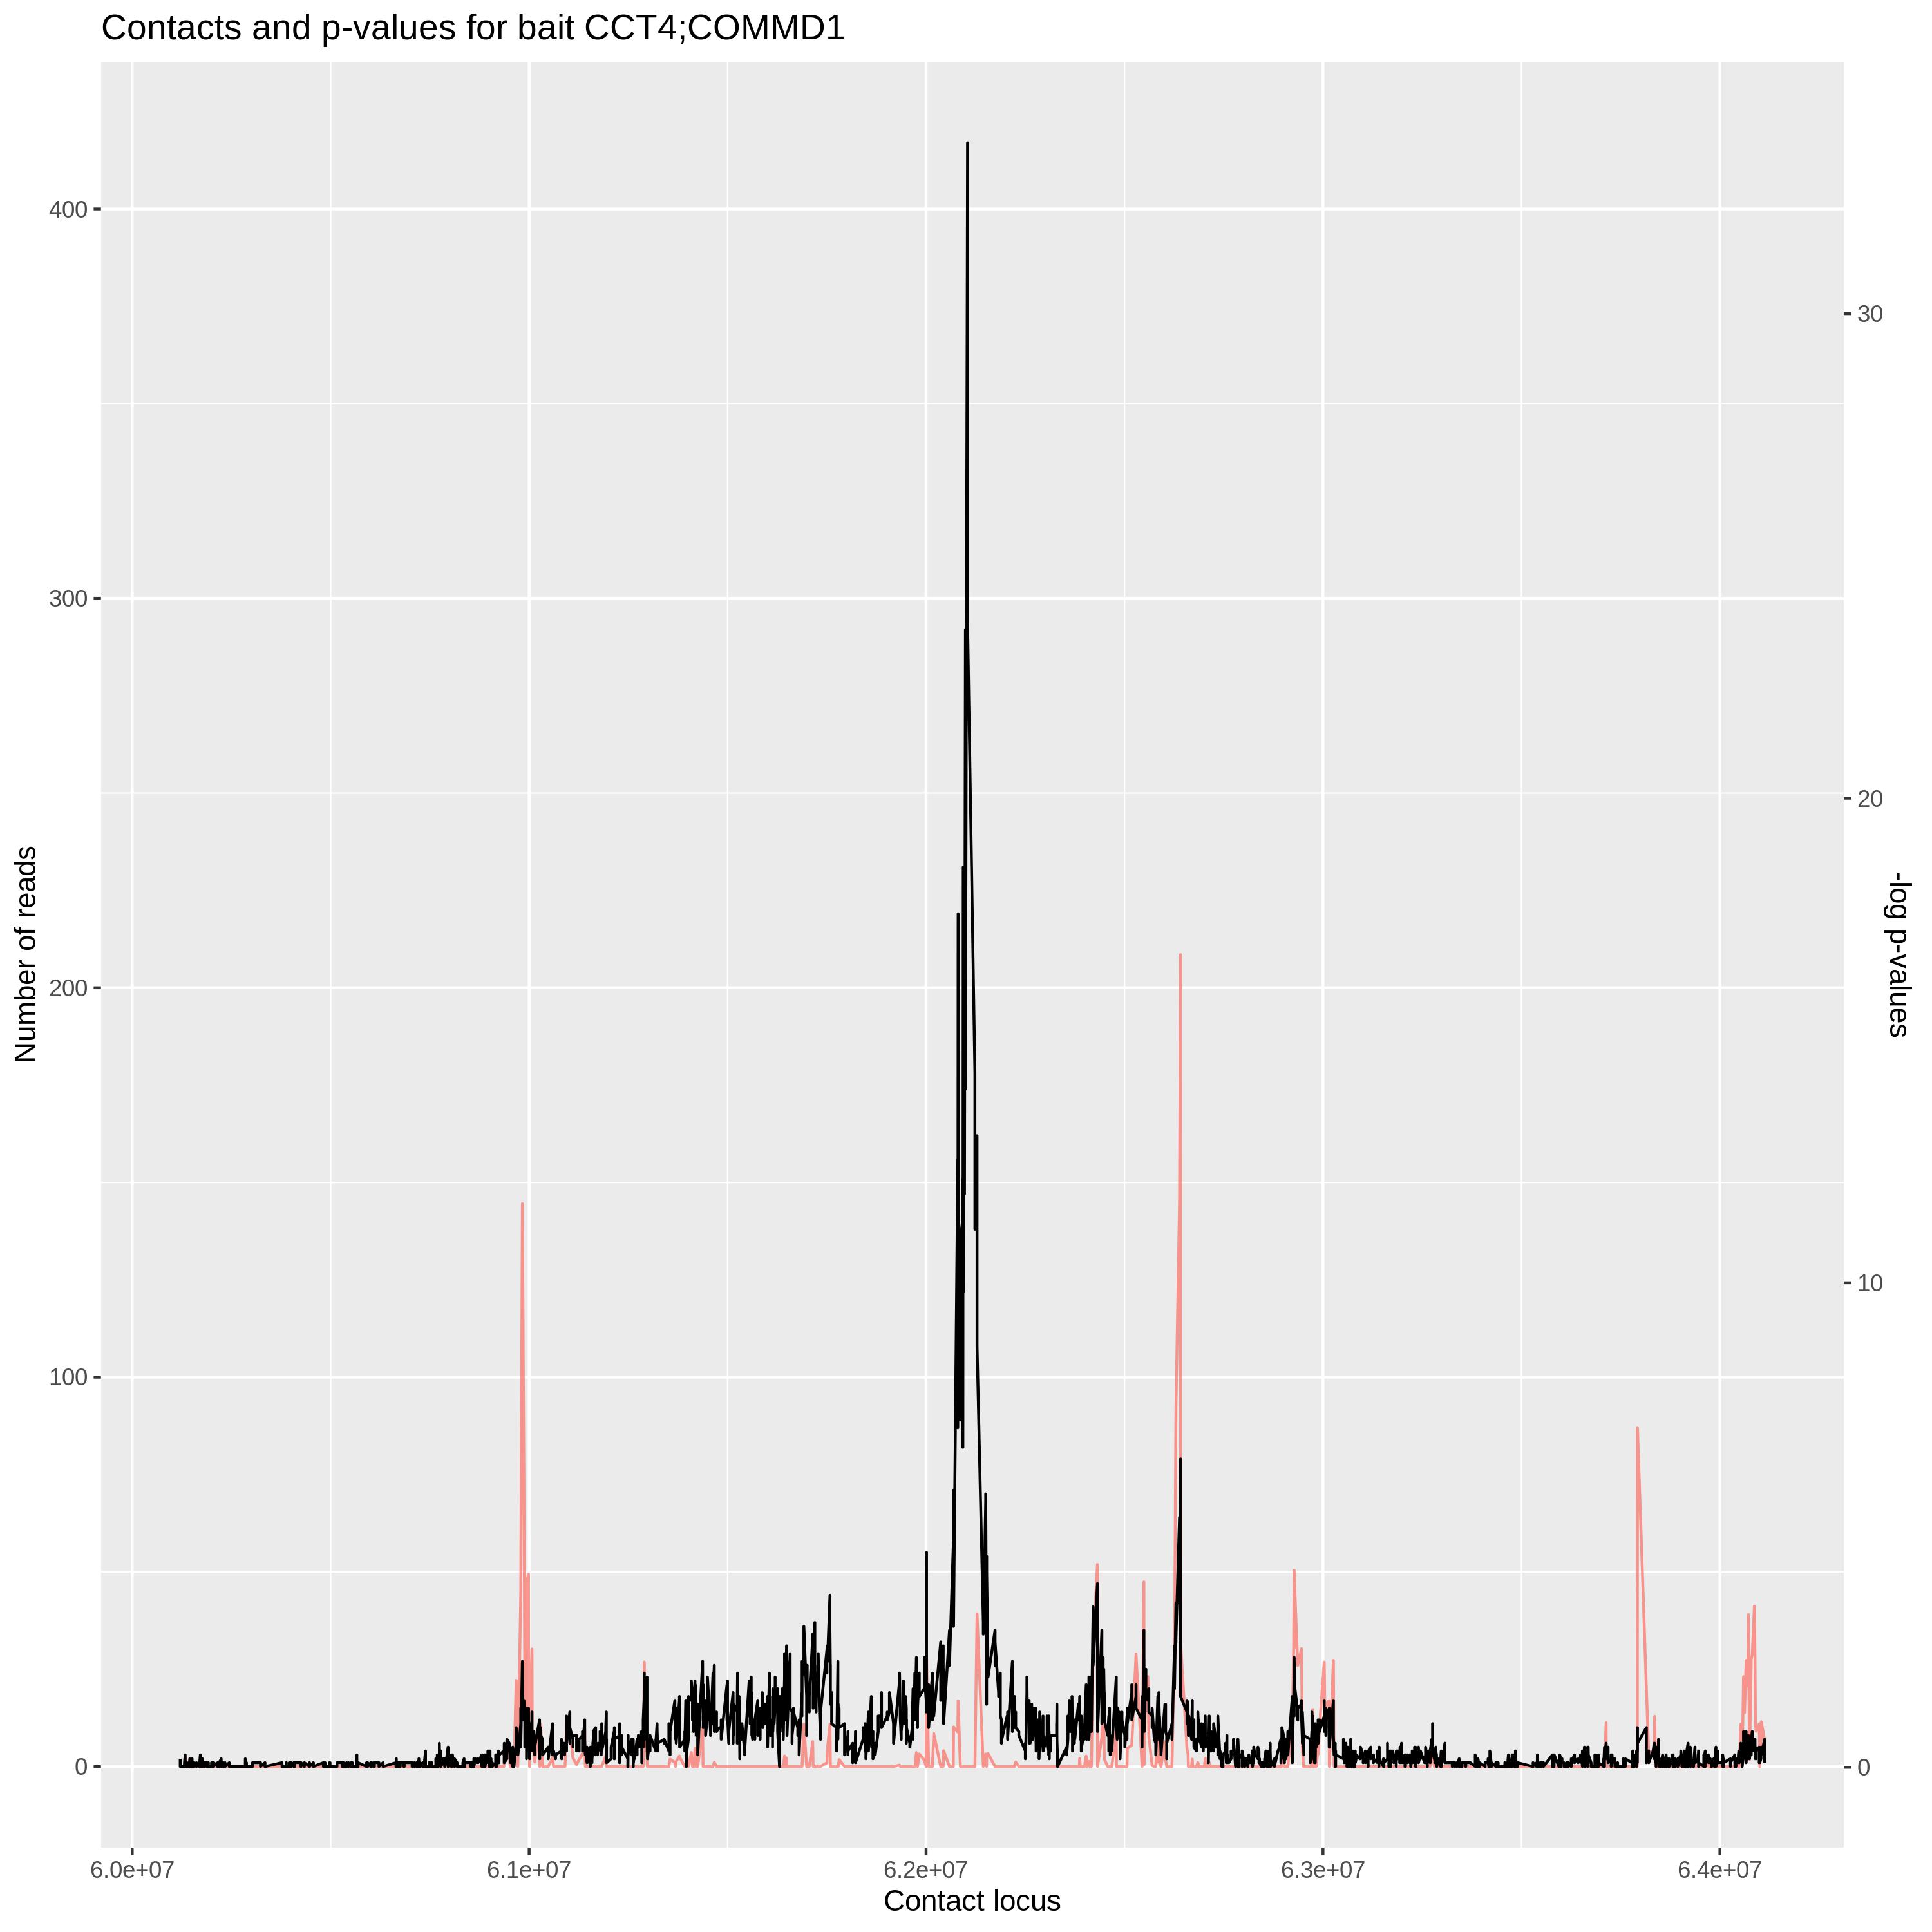 Contacts and p-values for bait CCT4;COMMD1
400
300
200
100
0
Number of reads
30
20
10
0
-log p-values
6.0e+07
6.1e+07
6.2e+07
6.3e+07
6.4e+07
Contact locus